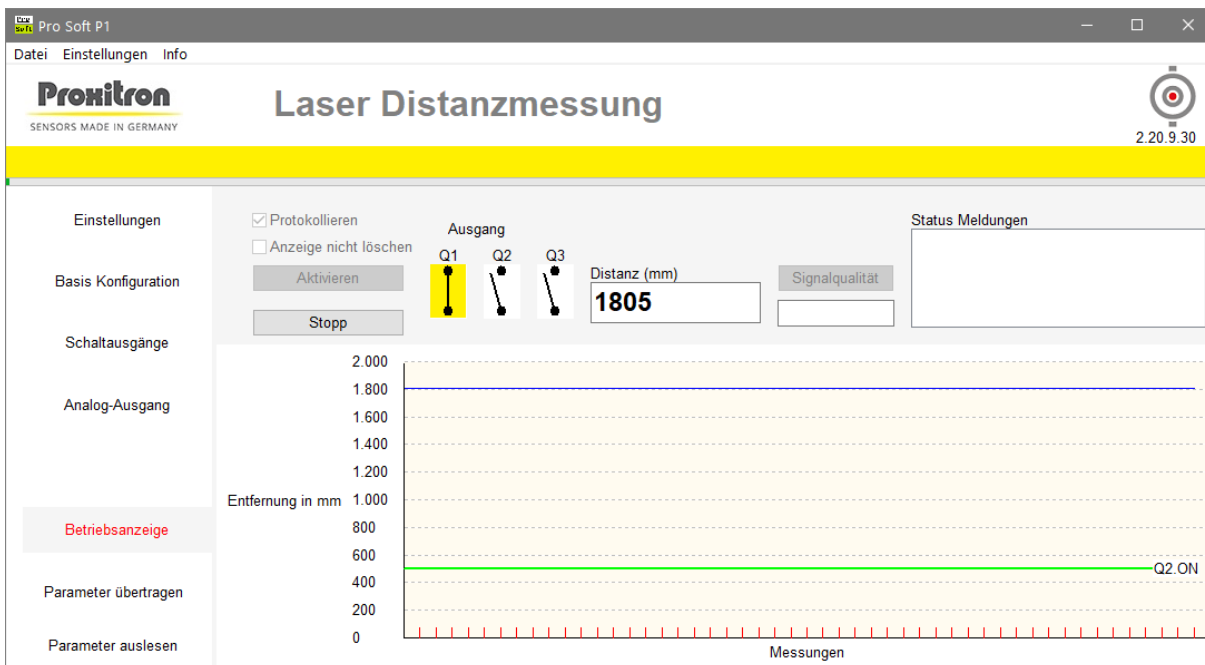 Pro Soft
Pro Soft P1
Datei Einstellungen Info
Proxitron
SENSORS MADE IN GERMANY
Laser Distanzmessung
2.20.9.30
Einstellungen
Basis Konfiguration
Schaltausgänge
Analog-Ausgang
Betriebsanzeige
Parameter übertragen
Parameter auslesen
Protokollieren
Anzeige nicht löschen
Aktivieren
Stopp
Ausgang
Q1 Q2 Q3
Distanz (mm)
1805
Signalqualität
Status Meldungen
Entfernung in mm
2.000
1.800
1.600
1.400
1.200
1.000
800
600
400
200
0
Q2.ON
Messungen